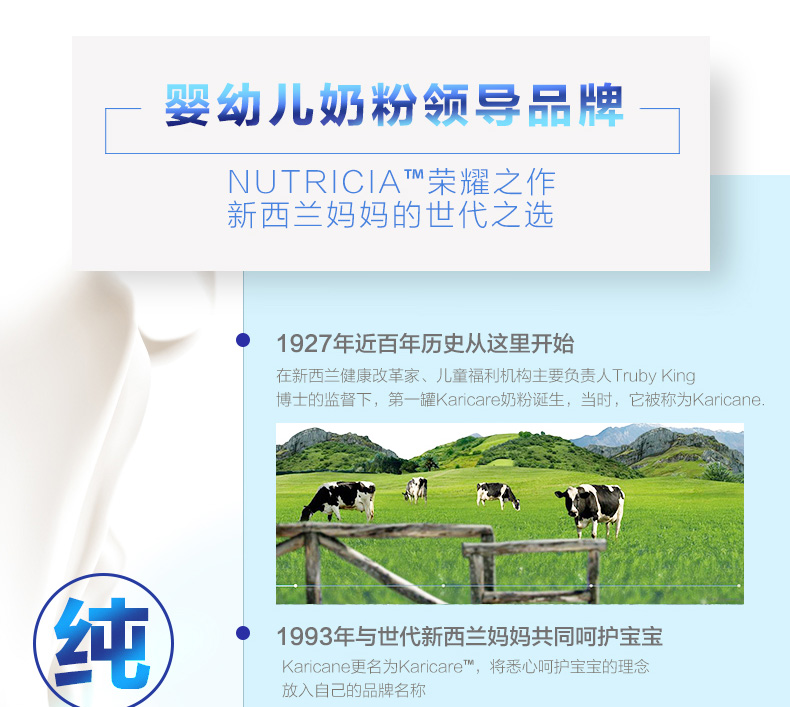 婴幼儿奶粉领导品牌
NUTRICIA™荣耀之作
新西兰妈妈的世代之选
1927年近百年历史从这里开始
在新西兰健康改革家、儿童福利机构主要负责人Truby King
博士的监督下，第一罐Karicare奶粉诞生，当时，它被称为Karicane.
纯
1993年与世代新西兰妈妈共同呵护宝宝
Karicane更名为Karicare™，将悉心呵护宝宝的理念
放入自己的品牌名称